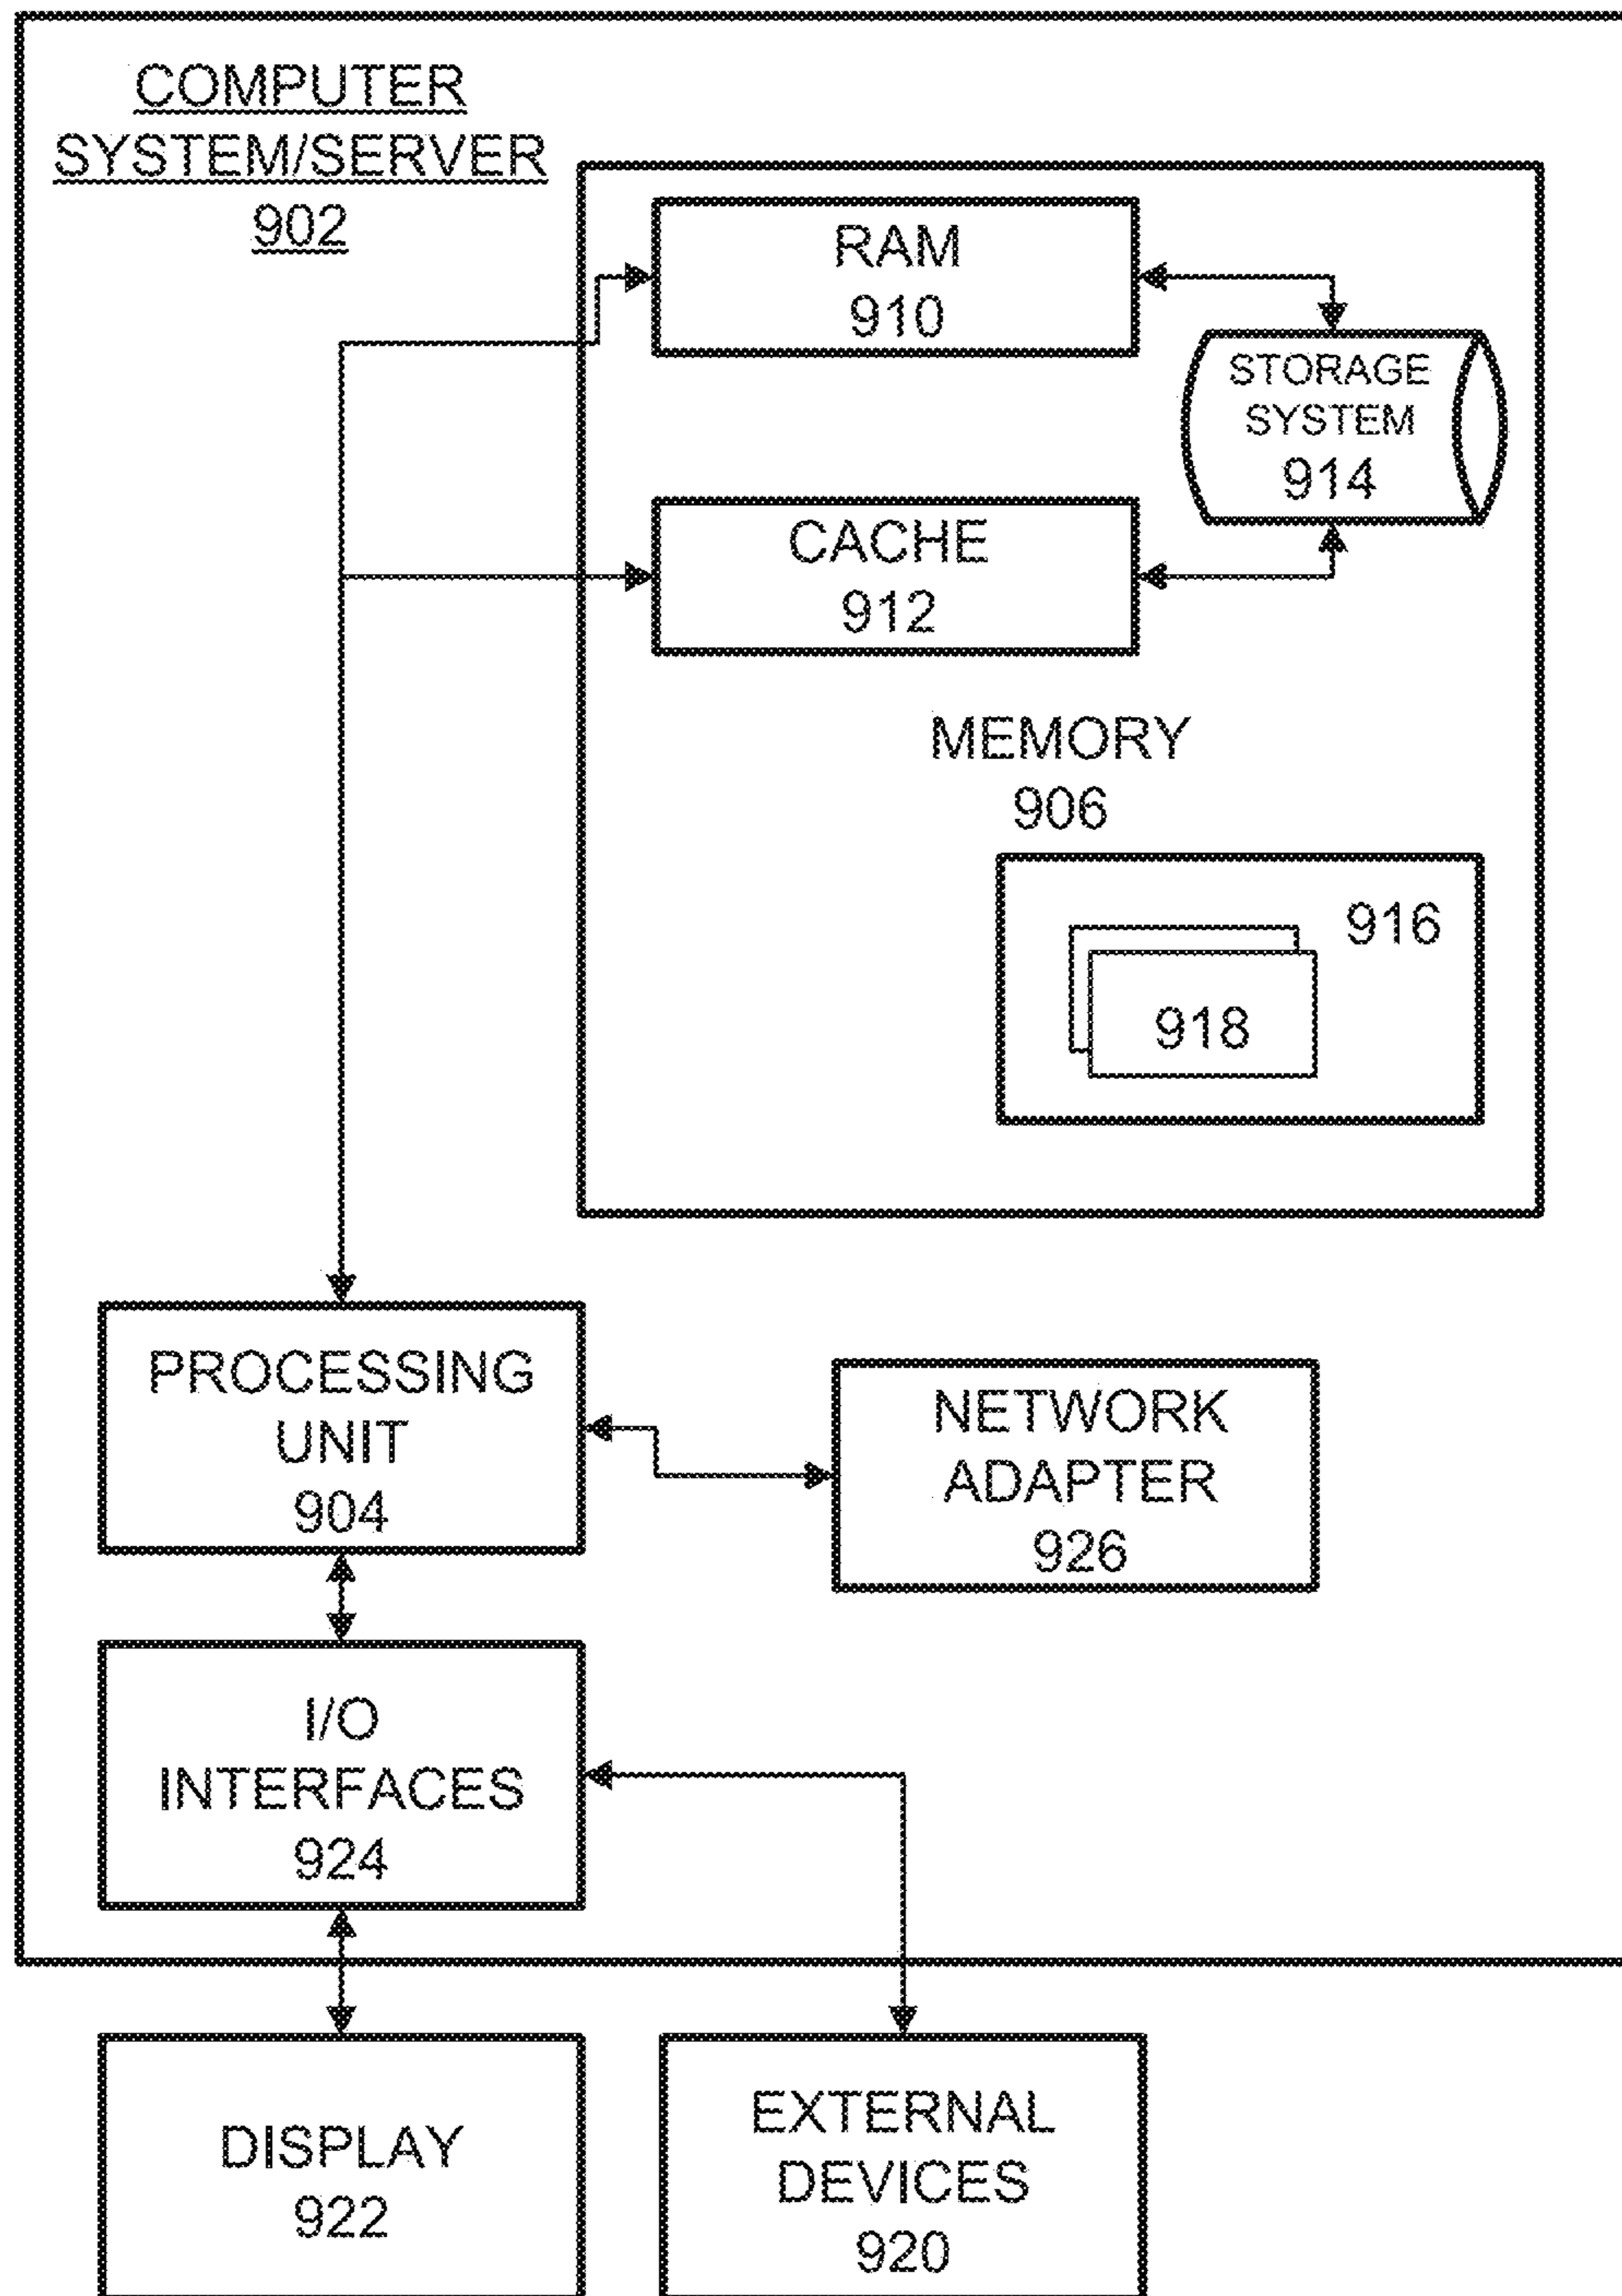 COMPUTER
SYSTEM/SERVER
902
RAM
910
STORAGE
SYSTEM
914
CACHE
912
MEMORY
906
916
918
PROCESSING
UNIT
904
NETWORK
ADAPTER
926
I/O
INTERFACES
924
DISPLAY
922
EXTERNAL
DEVICES
920